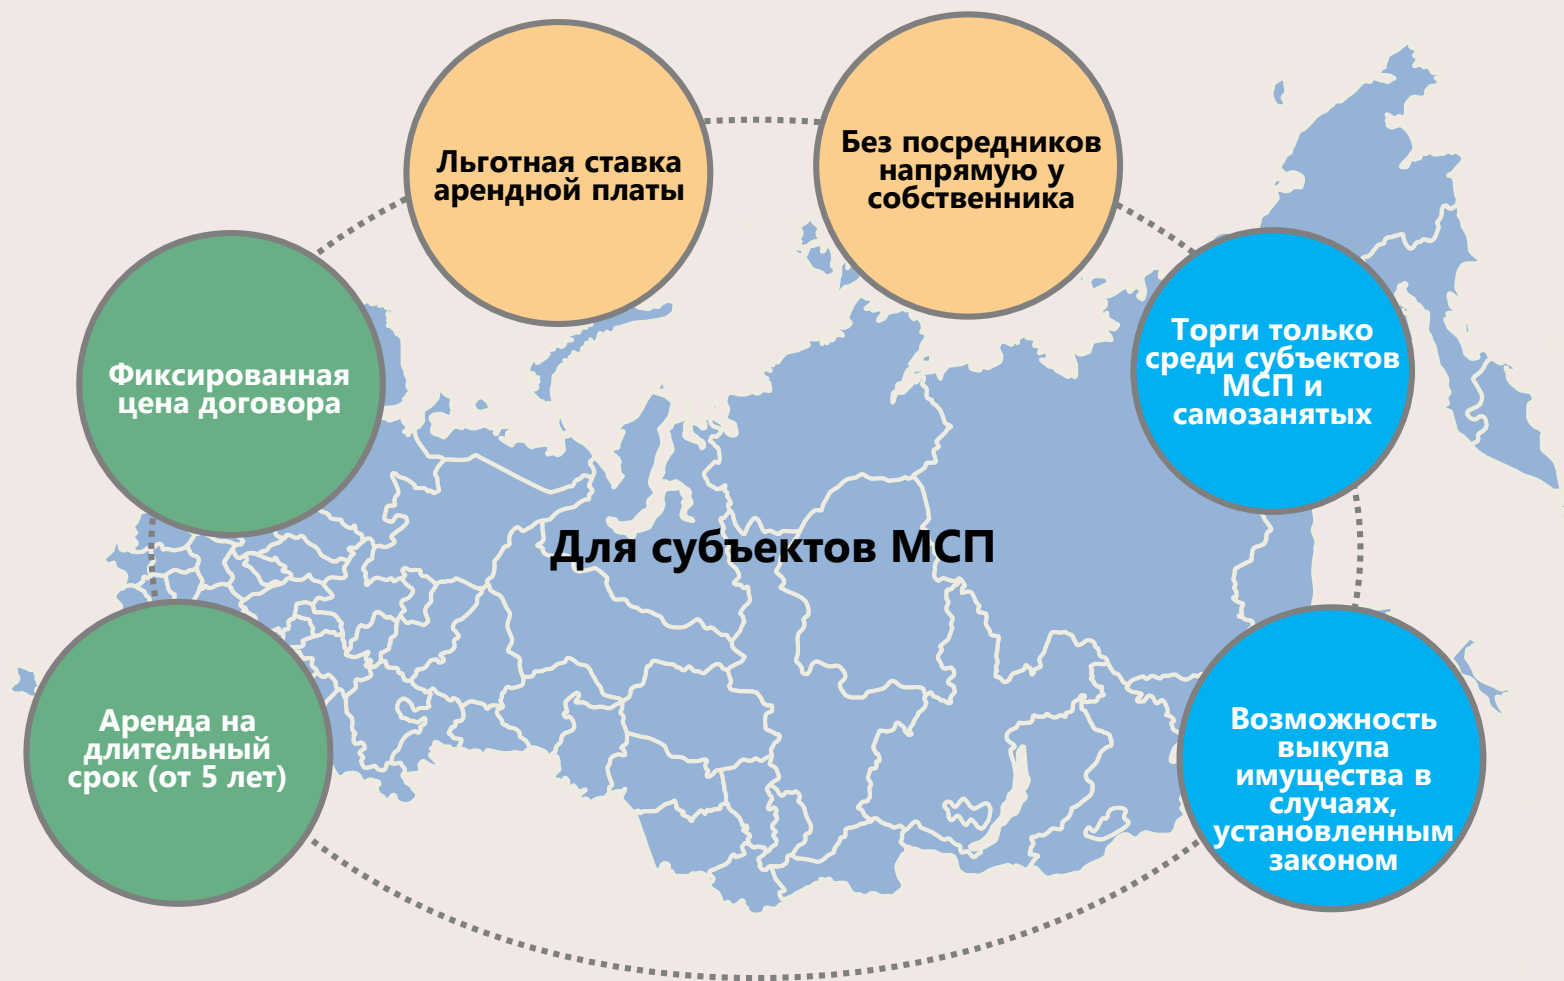 Льготная ставка
арендной платы
Без посредников
напрямую у
собственника
Фиксированная
цена договора
Торги только
среди субъектов
МСП и
самозанятых
Для субъектов МСП
Аренда на
длительный
срок (от 5 лет)
Возможность
выкупа
имущества в
случаях,
установленным
законом